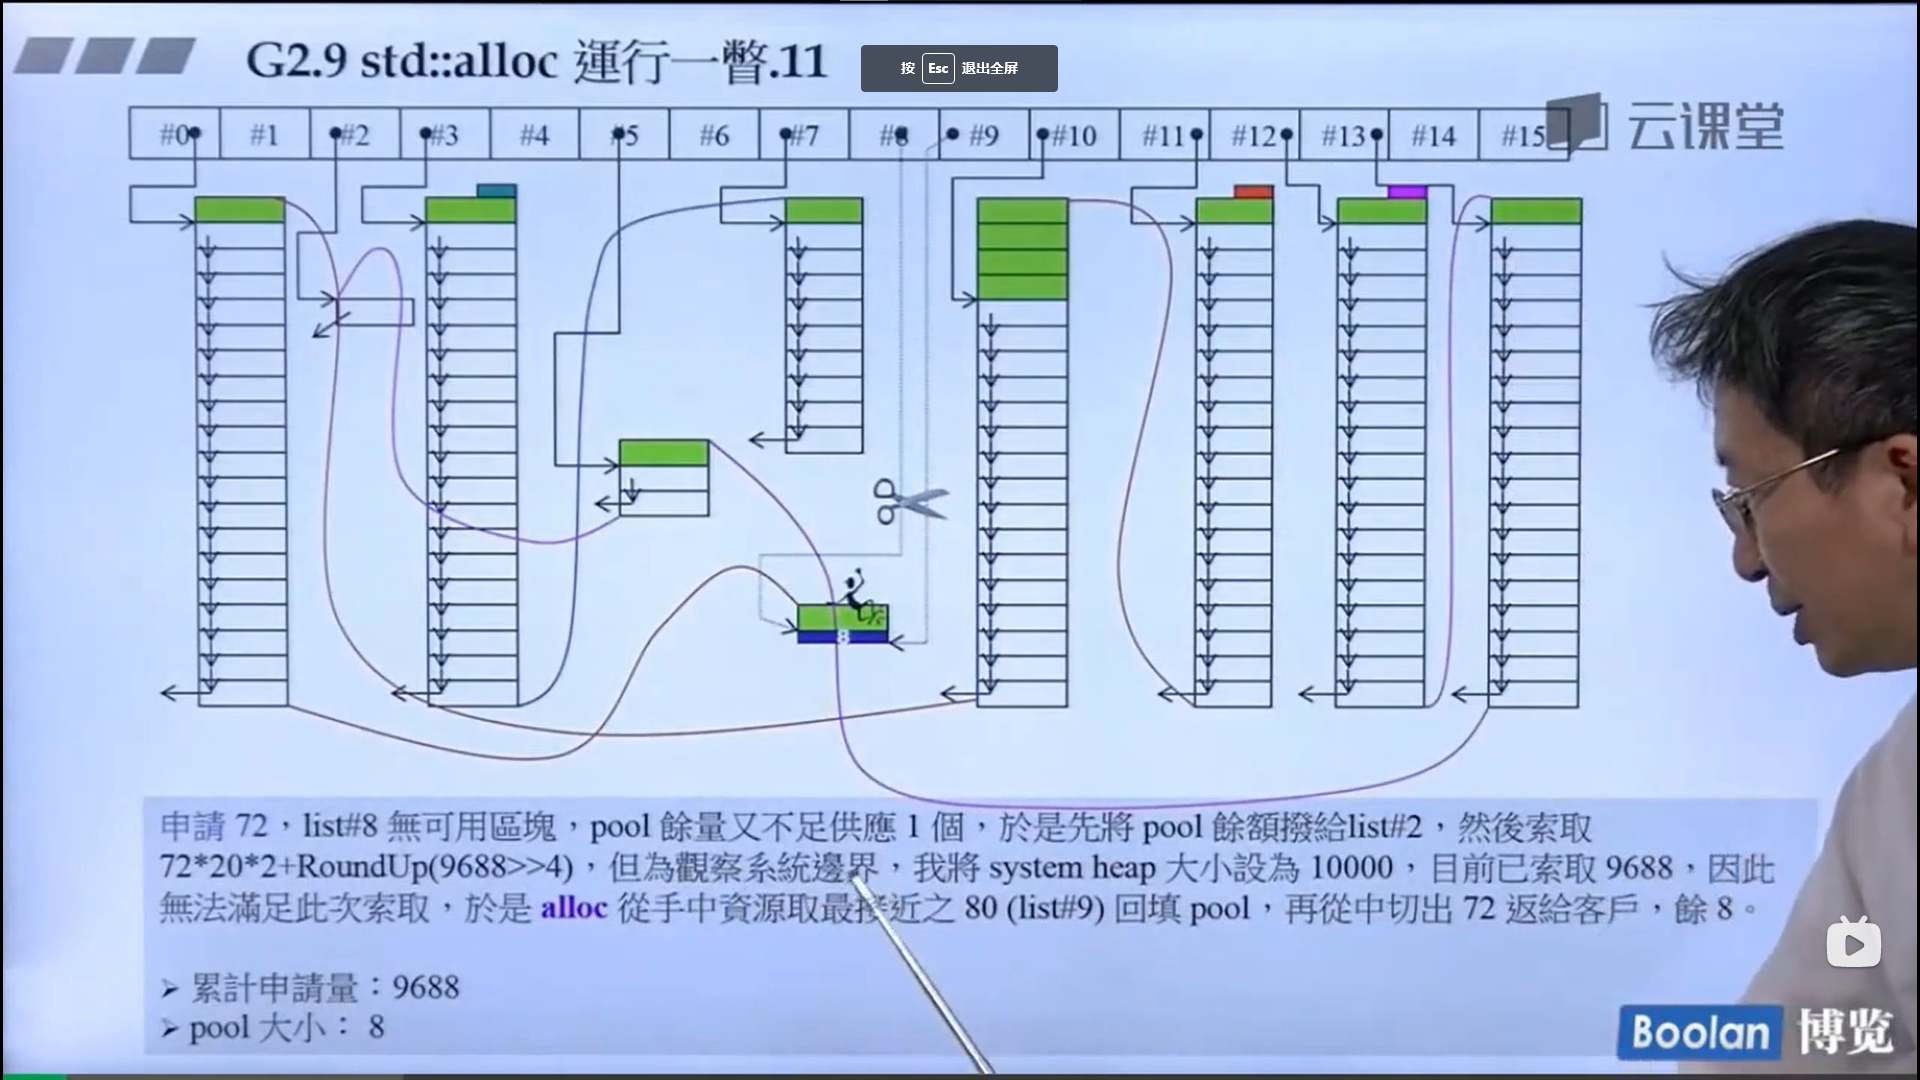 G2.9 std::alloc 運行一瞥.11
按 Esc 退出全屏
#0 #1 #2 #3 #4 #5 #6 #7 #8 #9 #10 #11 #12 #13 #14 #15
云课堂
8
申請 72，list#8 無可用區塊，pool 餘量又不足供應 1 個，於是先將 pool 餘額撥給list#2，然後索取
72*20*2+RoundUp(9688>>4)，但為觀察系統邊界，我將 system heap 大小設為 10000，目前已索取 9688，因此
無法滿足此次索取，於是 alloc 從手中資源取最接近之 80 (list#9) 回填 pool，再從中切出 72 返給客戶，餘 8。
➢ 累計申請量：9688
➢ pool 大小： 8
Boolan 博览